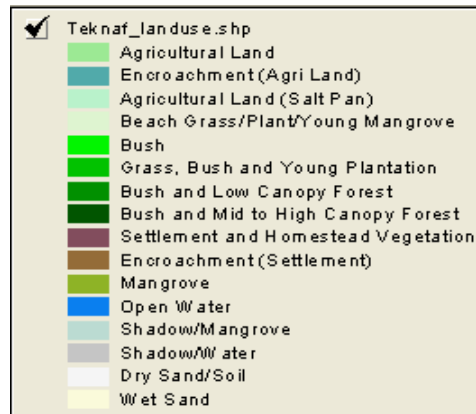 Teknaf_landuse.shp
Agricultural Land
Encroachment (Agri Land)
Agricultural Land (Salt Pan)
Beach Grass/Plant/Young Mangrove
Bush
Grass, Bush and Young Plantation
Bush and Low Canopy Forest
Bush and Mid to High Canopy Forest
Settlement and Homestead Vegetation
Encroachment (Settlement)
Mangrove
Open Water
Shadow/Mangrove
Shadow/Water
Dry Sand/Soil
Wet Sand